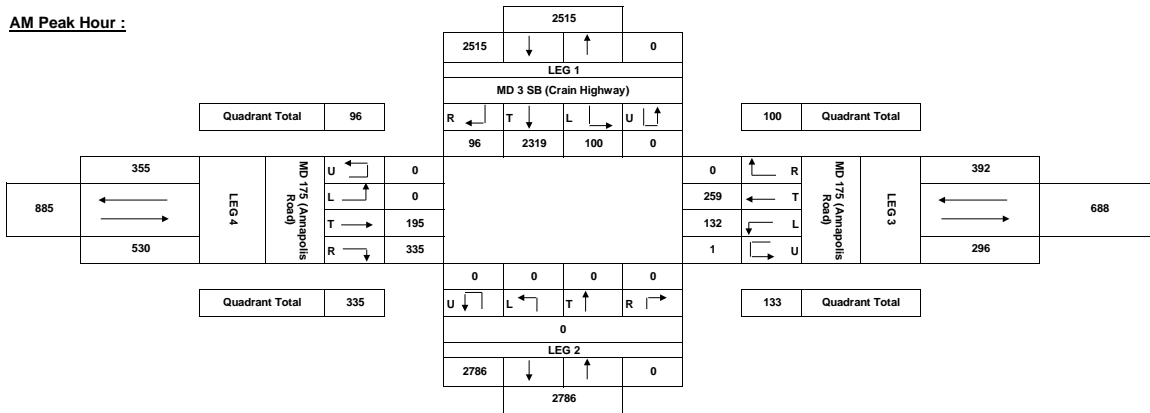 AM Peak Hour :
2515
2515 0
LEG 1
MD 3 SB (Crain Highway)
Quadrant Total 96
R T L U
100 Quadrant Total
96 2319 100 0
355
885
530
LEG 4
MD 175 (Annapolis Road)
U 0
L 0
T 195
R 335
0 R
259 T
132 L
1 U
MD 175 (Annapolis Road)
LEG 3
392
688
296
0 0 0 0
Quadrant Total 335
U L T R
133 Quadrant Total
0
LEG 2
2786 0
2786